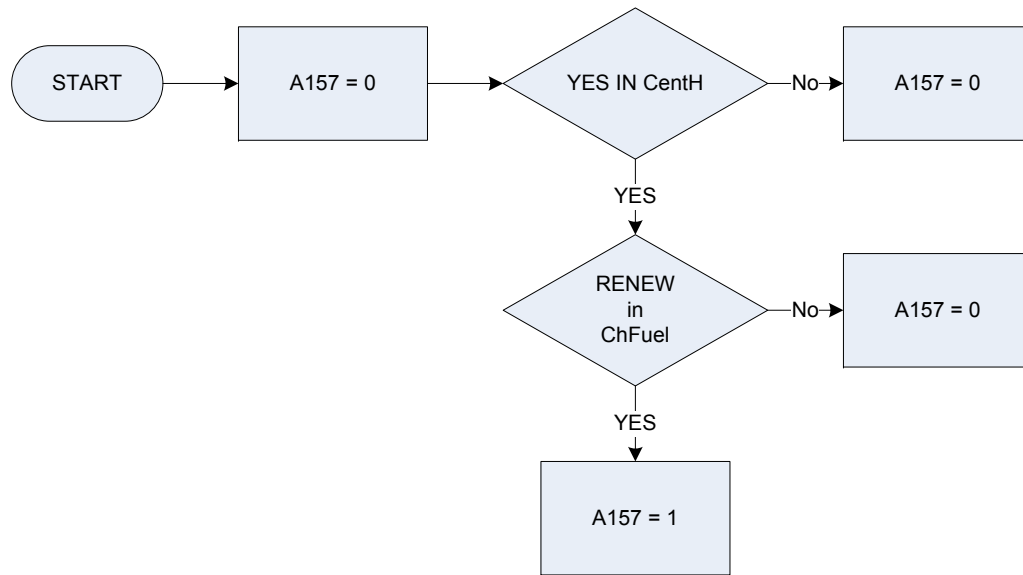 START
A157 = 0
YES IN CentH
No
A157 = 0
YES
RENEW
in
ChFuel
No
A157 = 0
YES
A157 = 1